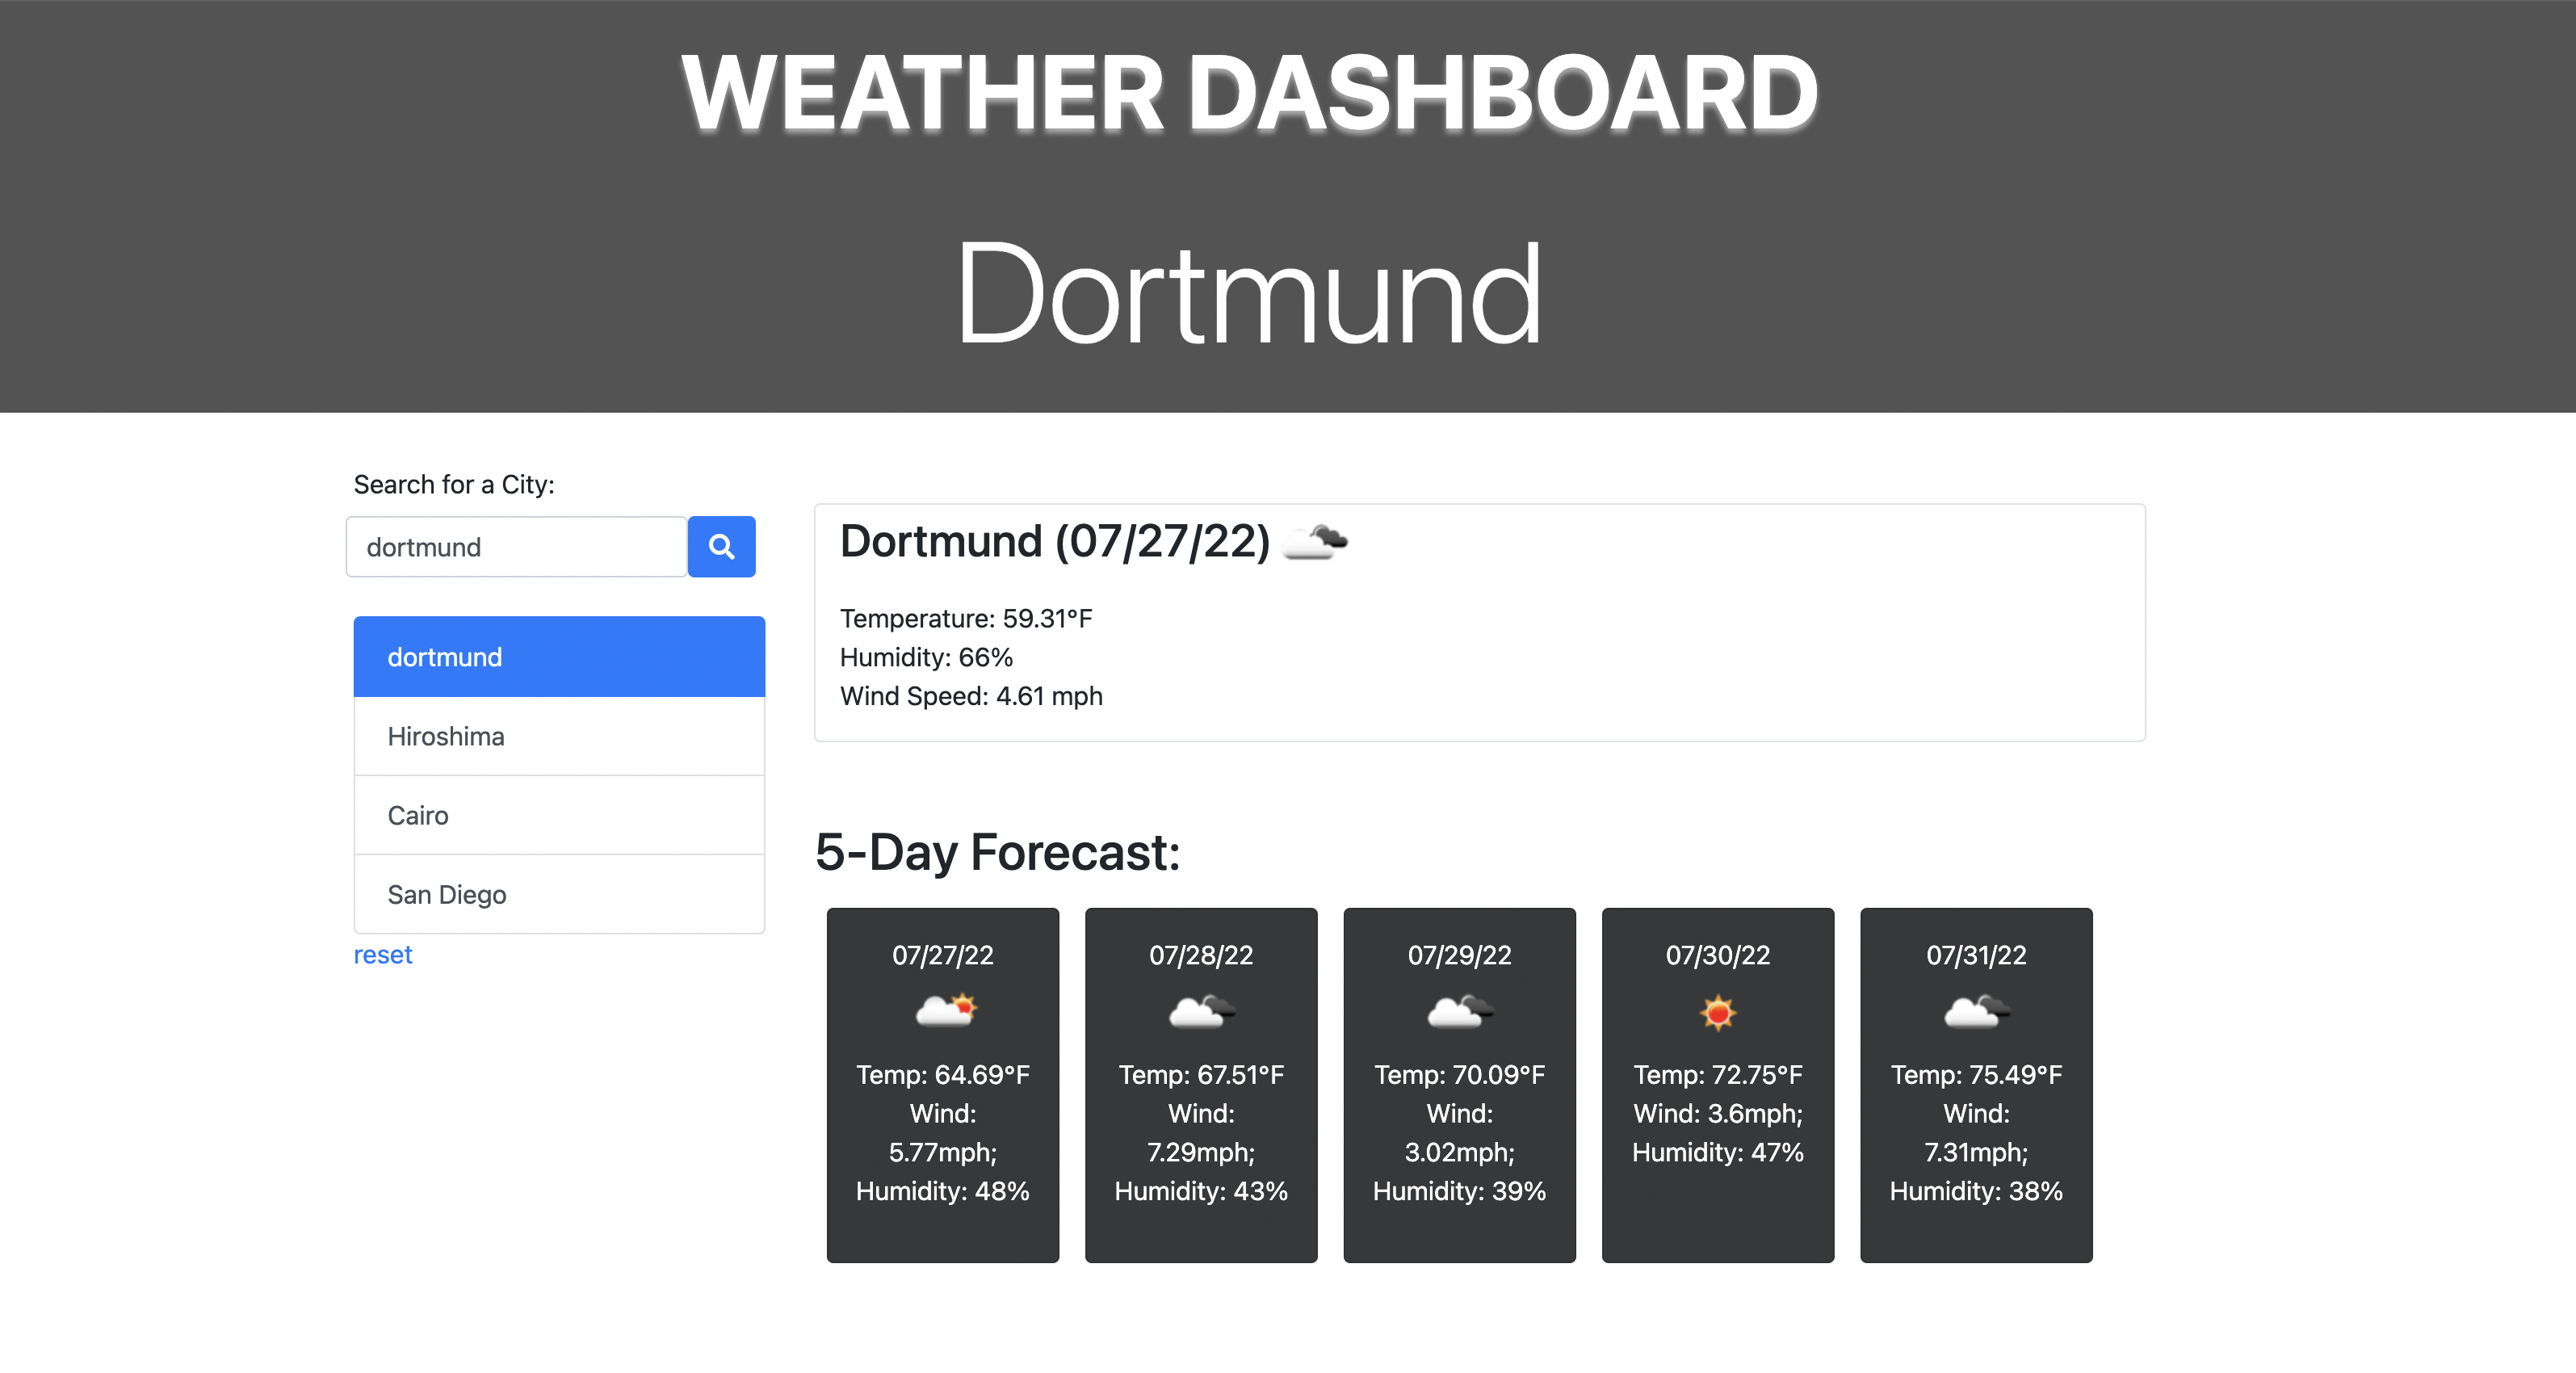 WEATHER DASHBOARD
Dortmund
Search for a City:
dortmund
dortmund
Hiroshima
Cairo
San Diego
reset
Dortmund (07/27/22)
Temperature: 59.31°F
Humidity: 66%
Wind Speed: 4.61 mph
5-Day Forecast:
07/27/22
Temp: 64.69°F
Wind:
5.77mph;
Humidity: 48%
07/28/22
Temp: 67.51°F
Wind:
7.29mph;
Humidity: 43%
07/29/22
Temp: 70.09°F
Wind:
3.02mph;
Humidity: 39%
07/30/22
Temp: 72.75°F
Wind: 3.6mph;
Humidity: 47%
07/31/22
Temp: 75.49°F
Wind:
7.31mph;
Humidity: 38%